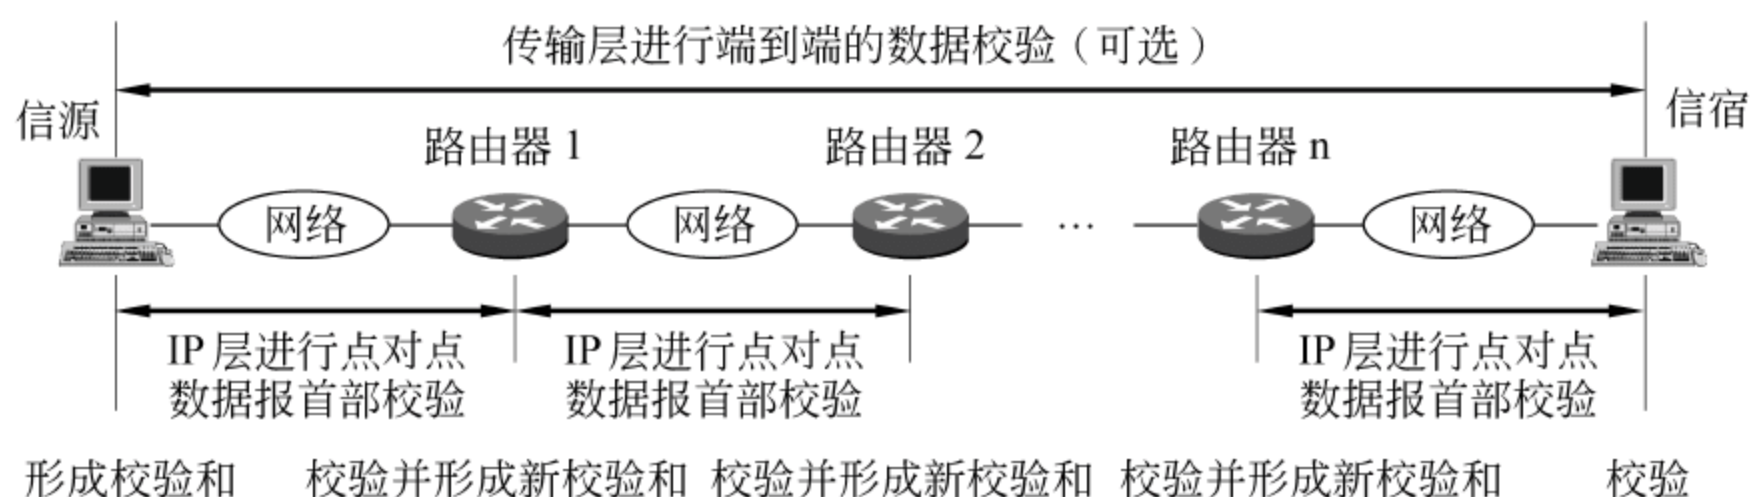 传输层进行端到端的数据校验（可选）
信源
信宿
路由器 1
路由器 2
路由器 n
网络
网络
…
网络
IP 层进行点对点
数据报首部校验
IP 层进行点对点
数据报首部校验
IP 层进行点对点
数据报首部校验
形成校验和
校验并形成新校验和
校验并形成新校验和
校验并形成新校验和
校验